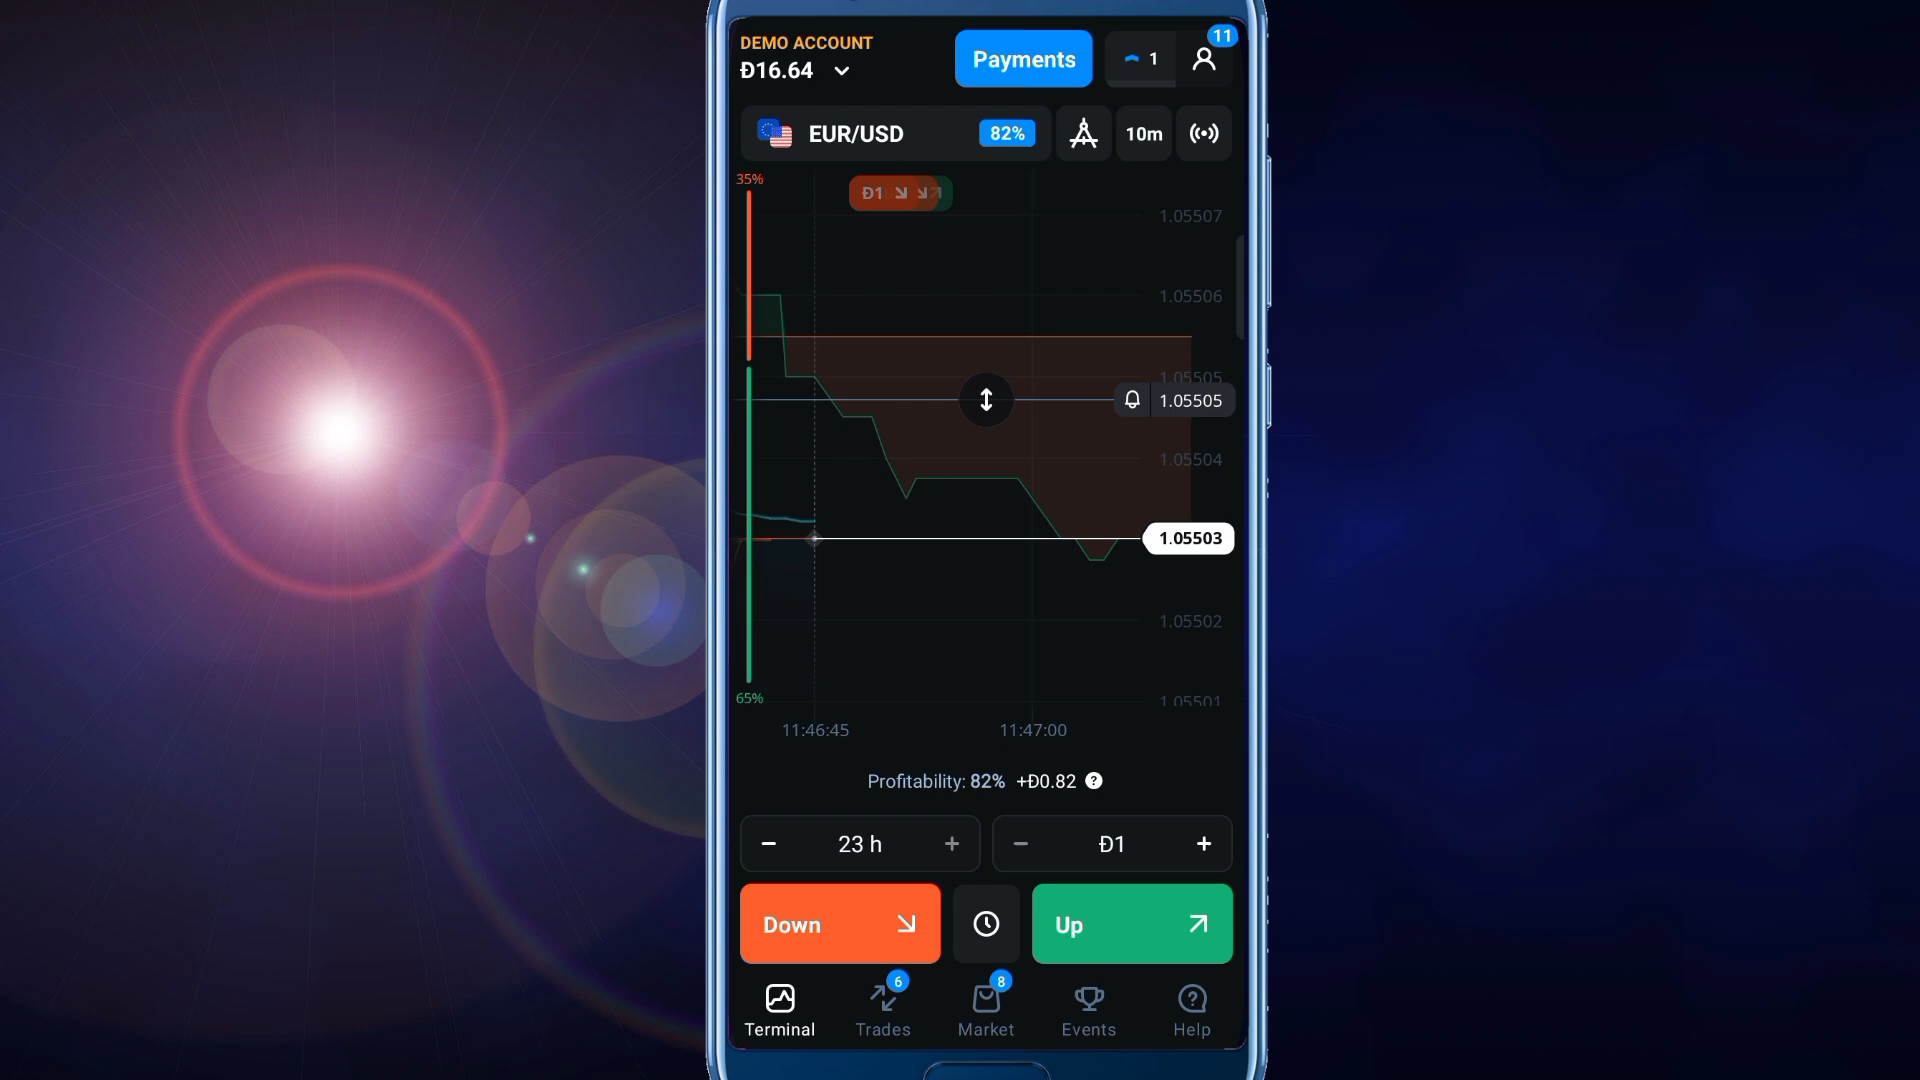 DEMO ACCOUNT
Đ16.64
Payments
1
11
EUR/USD
82%
10m
35%
Đ1
1.05507
1.05506
1.05505
1.05505
1.05504
1.05503
1.05502
1.05501
65%
11:46:45
11:47:00
Profitability: 82% +Đ0.82 ?
− 23 h +
− Đ1 +
Down
Up
6
8
Terminal
Trades
Market
Events
Help